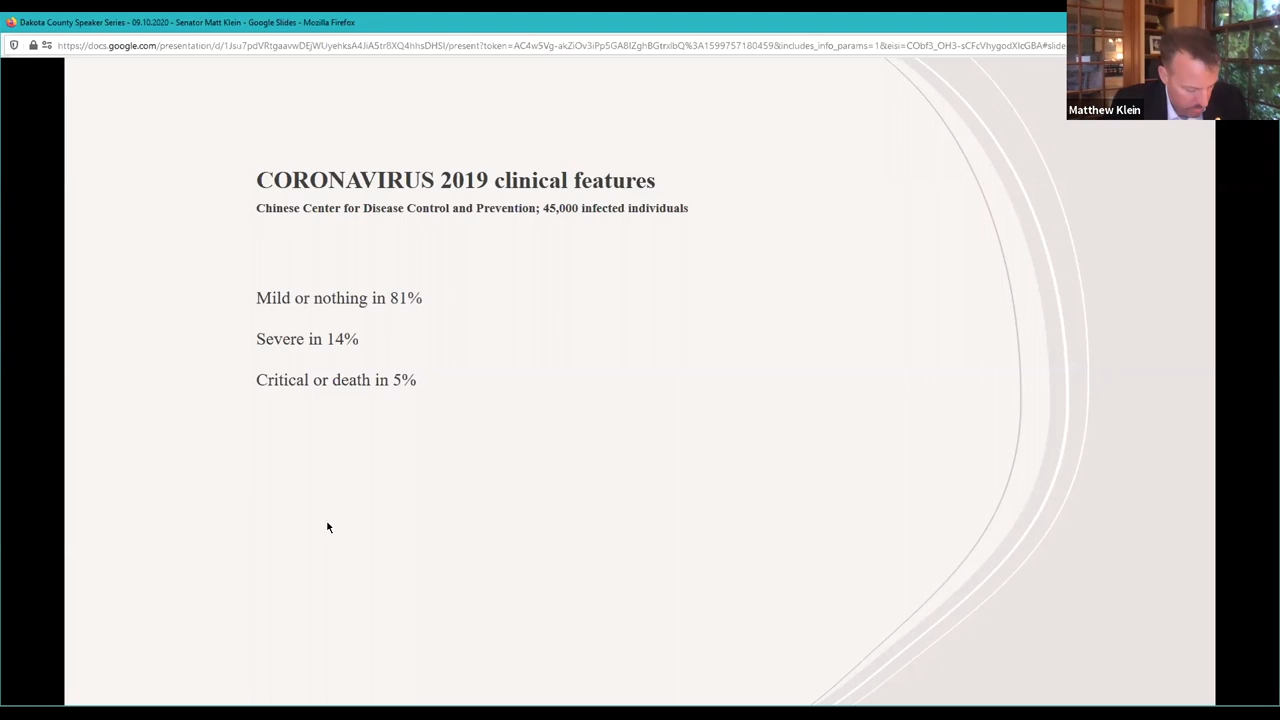 Dakota County Speaker Series - 09.10.2020 - Senator Matt Klein - Google Slides - Mozilla Firefox
Matthew Klein
CORONAVIRUS 2019 clinical features
Chinese Center for Disease Control and Prevention; 45,000 infected individuals
Mild or nothing in 81%
Severe in 14%
Critical or death in 5%